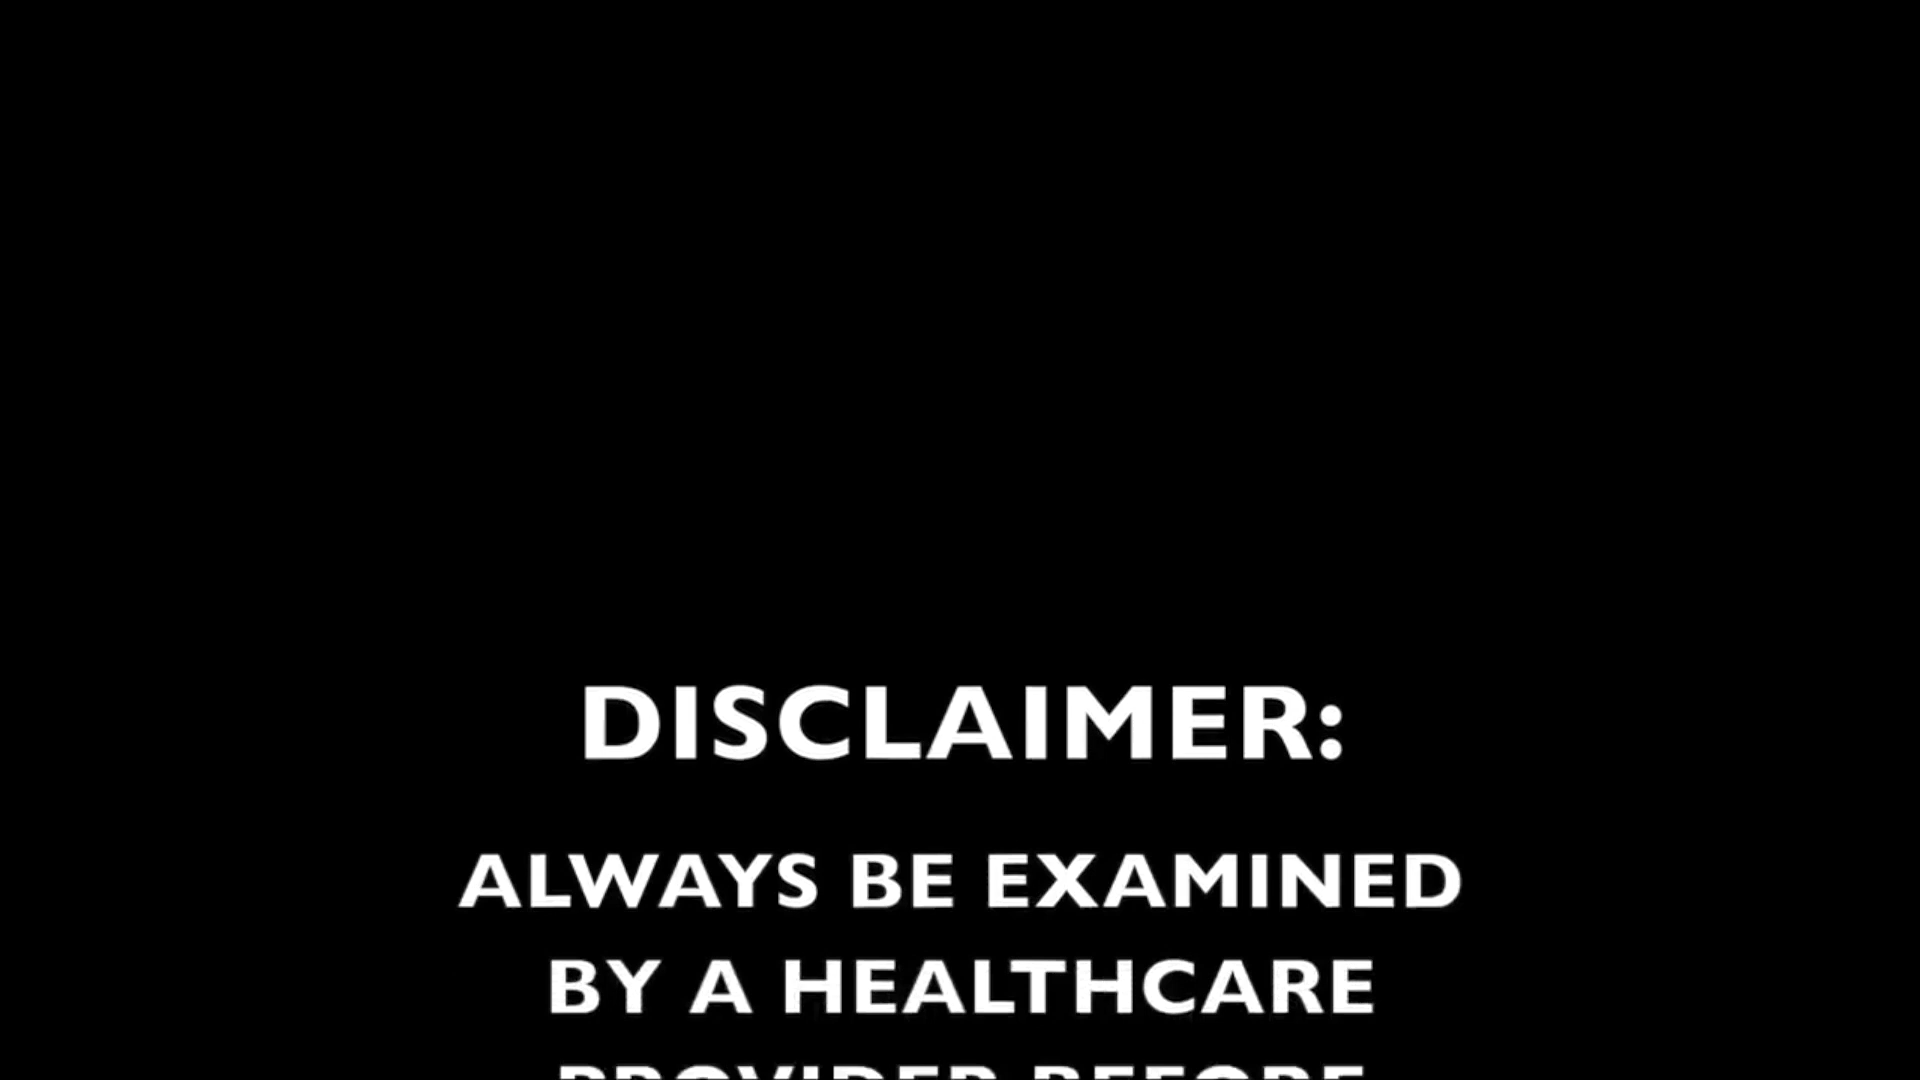 DISCLAIMER:
ALWAYS BE EXAMINED
BY A HEALTHCARE
PROVIDER BEFORE